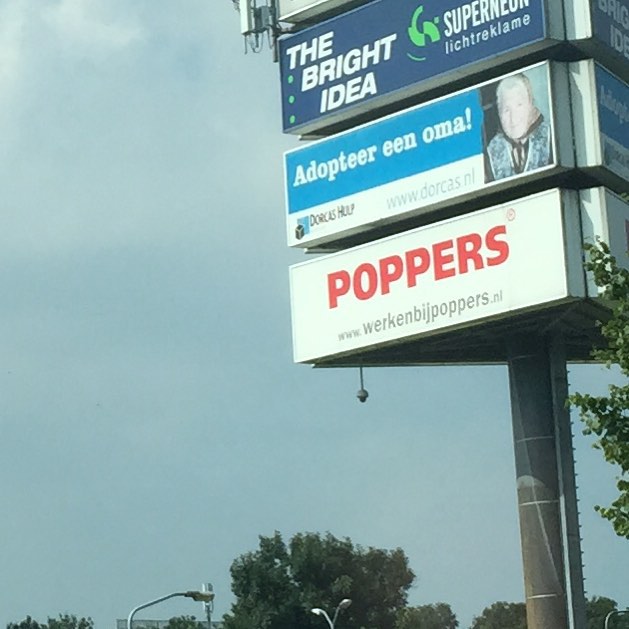 THE
BRIGHT
IDEA
SUPERNEON
lichtreklame
Adopteer een oma!
DORCAS HULP
www.dorcas.nl
POPPERS®
www.werkenbijpoppers.nl